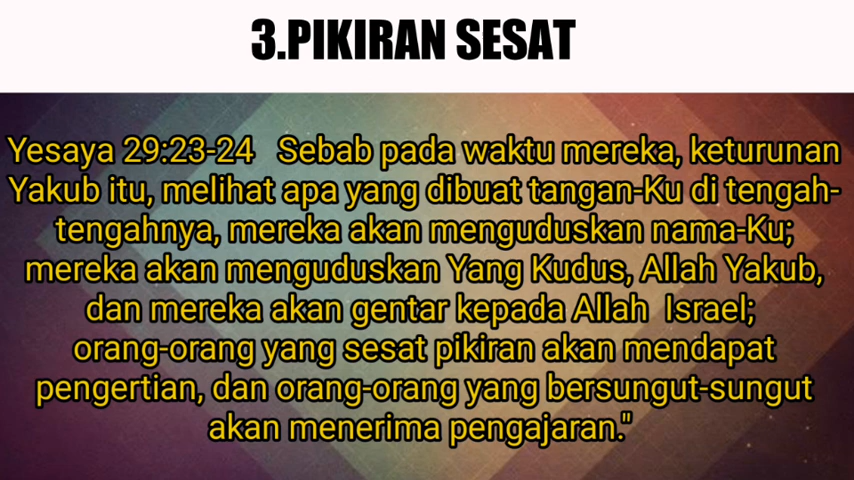 3.PIKIRAN SESAT
Yesaya 29:23-24   Sebab pada waktu mereka, keturunan
Yakub itu, melihat apa yang dibuat tangan-Ku di tengah-
tengahnya, mereka akan menguduskan nama-Ku;
mereka akan menguduskan Yang Kudus, Allah Yakub,
dan mereka akan gentar kepada Allah  Israel;
orang-orang yang sesat pikiran akan mendapat
pengertian, dan orang-orang yang bersungut-sungut
akan menerima pengajaran."